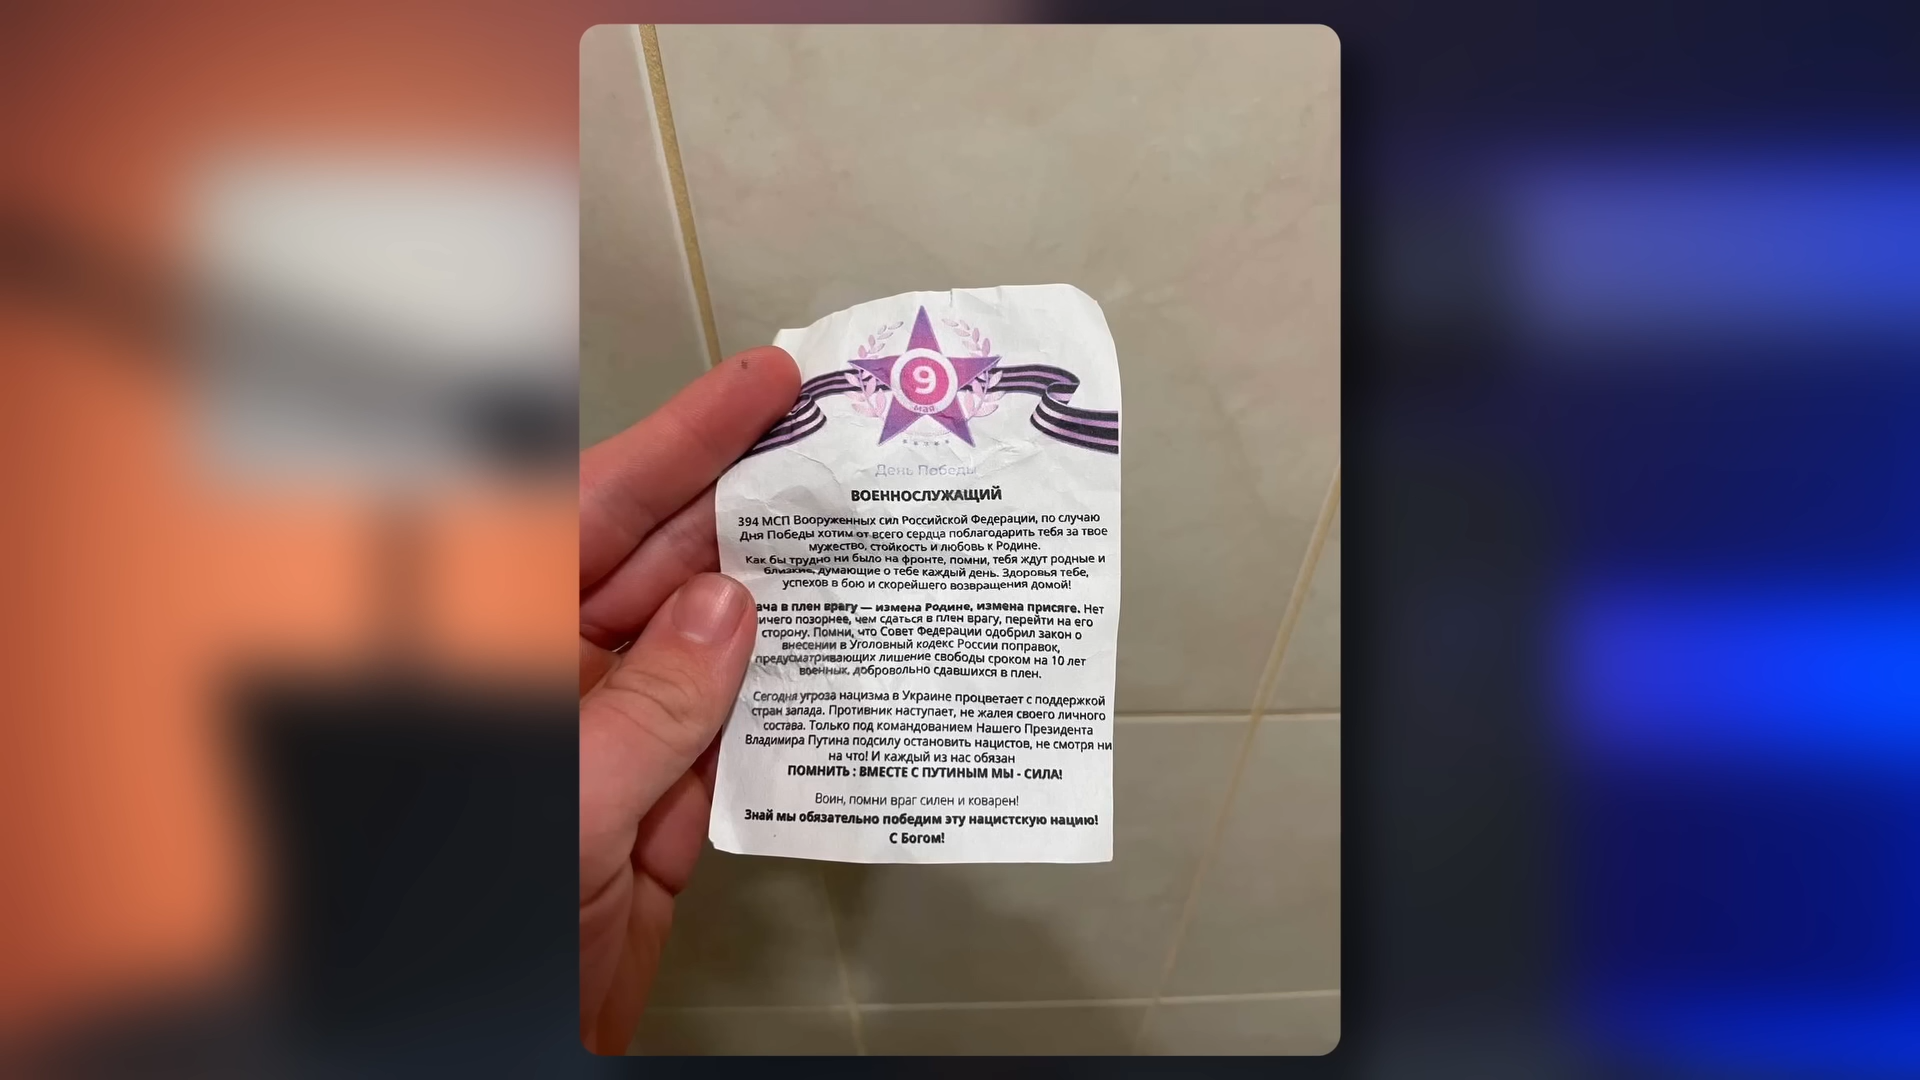 9
мая
День Победы
ВОЕННОСЛУЖАЩИЙ
394 МСП Вооруженных сил Российской Федерации, по случаю
Дня Победы хотим от всего сердца поблагодарить тебя за твое
мужество, стойкость и любовь к Родине.
Как бы трудно ни было на фронте, помни, тебя ждут родные и
близкие, думающие о тебе каждый день. Здоровья тебе,
успехов в бою и скорейшего возвращения домой!
ача в плен врагу — измена Родине, измена присяге. Нет
ичего позорнее, чем сдаться в плен врагу, перейти на его
сторону. Помни, что Совет Федерации одобрил закон о
внесении в Уголовный кодекс России поправок,
предусматривающих лишение свободы сроком на 10 лет
военных, добровольно сдавшихся в плен.
Сегодня угроза нацизма в Украине процветает с поддержкой
стран запада. Противник наступает, не жалея своего личного
состава. Только под командованием Нашего Президента
Владимира Путина подсилу остановить нацистов, не смотря ни
на что! И каждый из нас обязан
ПОМНИТЬ : ВМЕСТЕ С ПУТИНЫМ МЫ - СИЛА!
Воин, помни враг силен и коварен!
Знай мы обязательно победим эту нацистскую нацию!
С Богом!